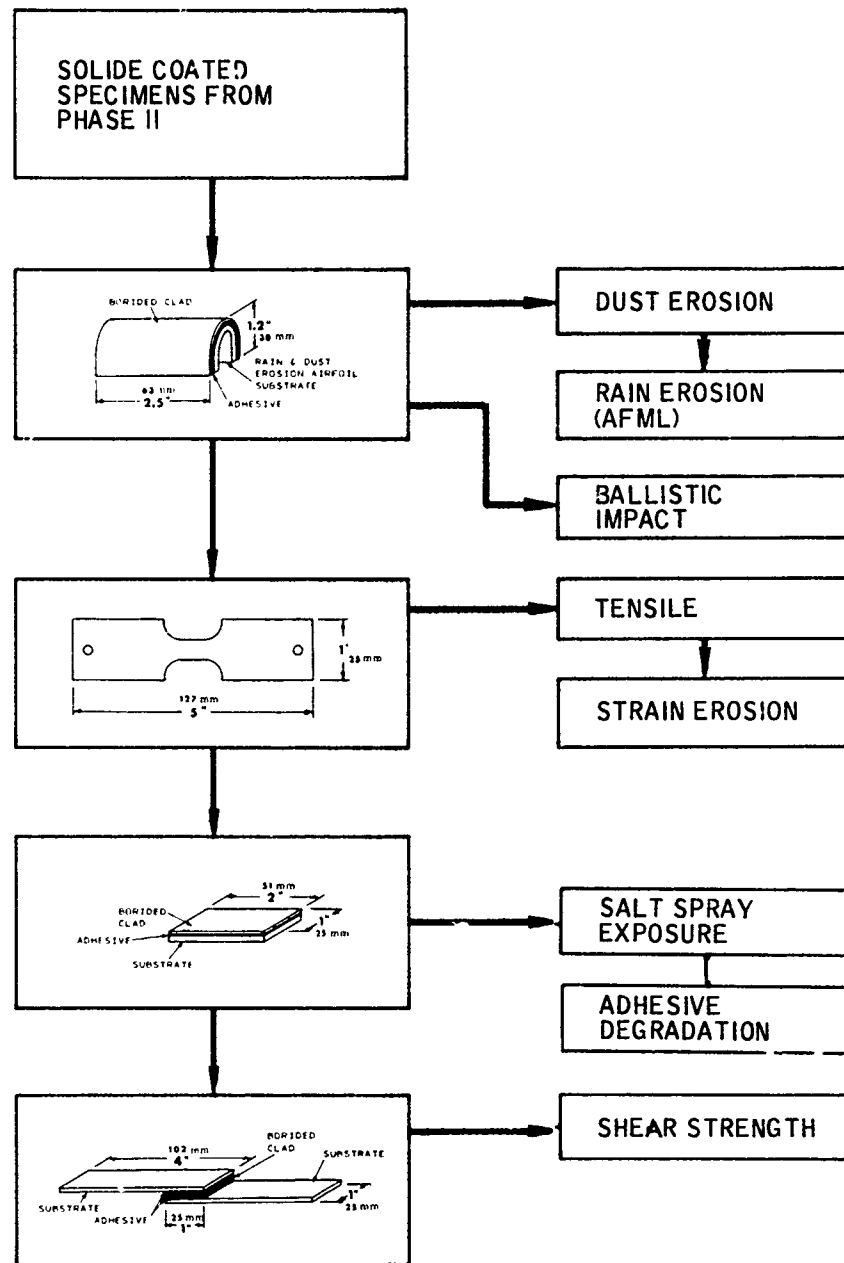 SOLIDE COATED
SPECIMENS FROM
PHASE II
BORIDED CLAD
1.2"
38 mm
RAIN & DUST
EROSION AIRFOIL
SUBSTRATE
63 mm
2.5"
ADHESIVE
DUST EROSION
RAIN EROSION
(AFML)
BALLISTIC
IMPACT
1"
25 mm
127 mm
5"
TENSILE
STRAIN EROSION
51 mm
2"
BORIDED
CLAD
1"
25 mm
ADHESIVE
SUBSTRATE
SALT SPRAY
EXPOSURE
ADHESIVE
DEGRADATION
102 mm
4"
BORIDED
CLAD
SUBSTRATE
SUBSTRATE
ADHESIVE
25 mm
1"
1"
25 mm
SHEAR STRENGTH